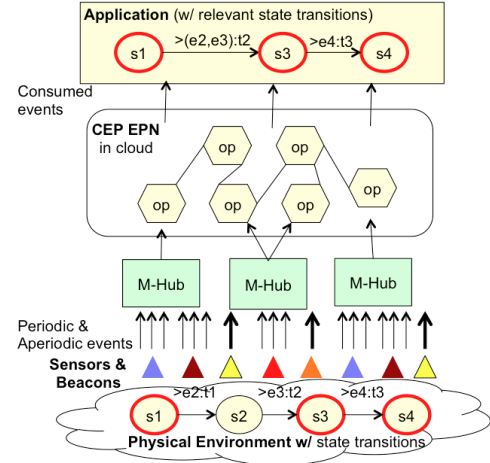 Application (w/ relevant state transitions)
s1 >(e2,e3):t2 s3 >e4:t3 s4
Consumed
events
CEP EPN
in cloud
op op
op op op op
M-Hub M-Hub M-Hub
Periodic &
Aperiodic events
Sensors &
Beacons
>e2:t1 >e3:t2 >e4:t3
s1 s2 s3 s4
Physical Environment w/ state transitions